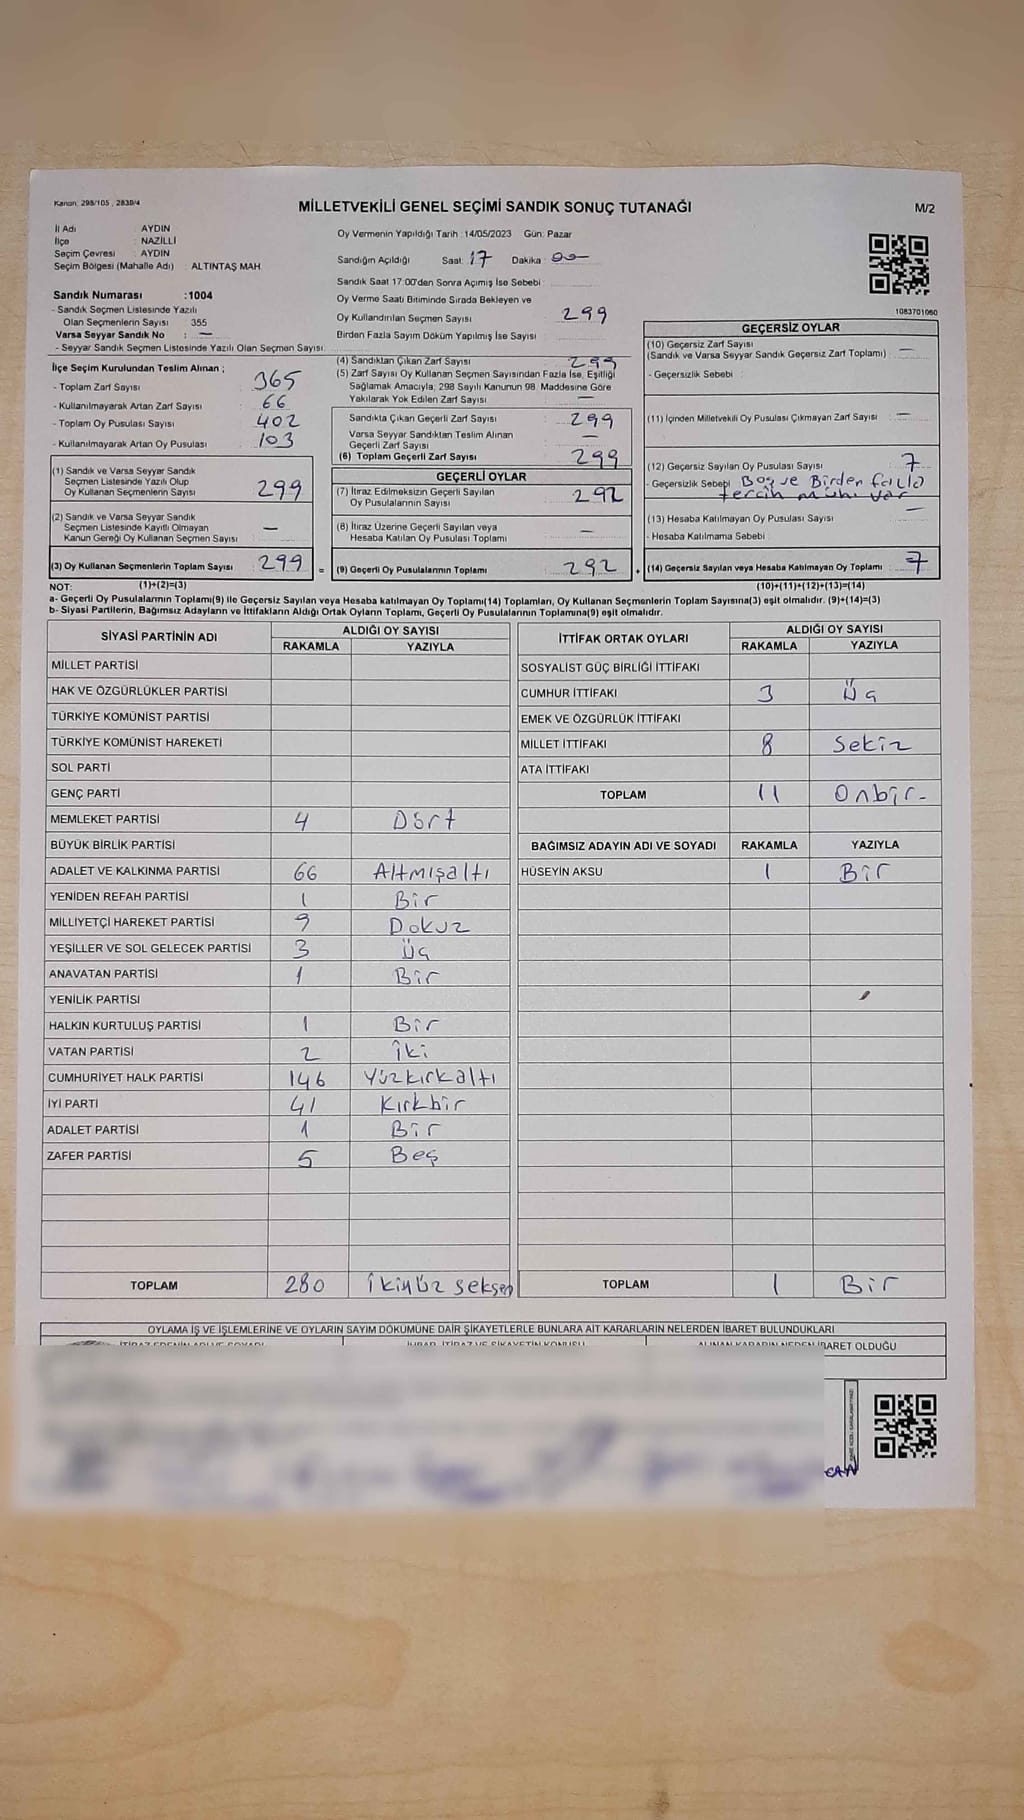 Kanun: 298/105 , 2839/4
MİLLETVEKİLİ GENEL SEÇİMİ SANDIK SONUÇ TUTANAĞI
M/2
İl Adı AYDIN
İlçe : NAZİLLİ
Seçim Çevresi : AYDIN
Seçim Bölgesi (Mahalle Adı) : ALTINTAŞ MAH.
Oy Vermenin Yapıldığı Tarih :14/05/2023 Gün: Pazar
Sandığın Açıldığı Saat: 17 Dakika: 00
Sandık Saat 17:00'den Sonra Açımış İse Sebebi :
Oy Verme Saati Bitiminde Sırada Bekleyen ve
Oy Kullandırılan Seçmen Sayısı : 299
Birden Fazla Sayım Döküm Yapılmış İse Sayısı :
1083701060
Sandık Numarası :1004
- Sandık Seçmen Listesinde Yazılı
Olan Seçmenlerin Sayısı : 355
Varsa Seyyar Sandık No : —
- Seyyar Sandık Seçmen Listesinde Yazılı Olan Seçmen Sayısı:
İlçe Seçim Kurulundan Teslim Alınan ;
- Toplam Zarf Sayısı : 365
- Kullanılmayarak Artan Zarf Sayısı : 66
- Toplam Oy Pusulası Sayısı : 402
- Kullanılmayarak Artan Oy Pusulası : 103
(1) Sandık ve Varsa Seyyar Sandık
Seçmen Listesinde Yazılı Olup
Oy Kullanan Seçmenlerin Sayısı : 299
(2) Sandık ve Varsa Seyyar Sandık
Seçmen Listesinde Kayıtlı Olmayan
Kanun Gereği Oy Kullanan Seçmen Sayısı : —
(3) Oy Kullanan Seçmenlerin Toplam Sayısı : 299 =
(4) Sandıktan Çıkan Zarf Sayısı : 299
(5) Zarf Sayısı Oy Kullanan Seçmen Sayısından Fazla İse, Eşitliği
Sağlamak Amacıyla, 298 Sayılı Kanunun 98. Maddesine Göre
Yakılarak Yok Edilen Zarf Sayısı : —
Sandıkta Çıkan Geçerli Zarf Sayısı : 299
Varsa Seyyar Sandıktan Teslim Alınan
Geçerli Zarf Sayısı : —
(6) Toplam Geçerli Zarf Sayısı : 299
GEÇERLİ OYLAR
(7) İtiraz Edilmeksizin Geçerli Sayılan
Oy Pusulalarının Sayısı : 292
(8) İtiraz Üzerine Geçerli Sayılan veya
Hesaba Katılan Oy Pusulası Toplamı : —
(9) Geçerli Oy Pusulalarının Toplamı : 292 +
GEÇERSİZ OYLAR
(10) Geçersiz Zarf Sayısı
(Sandık ve Varsa Seyyar Sandık Geçersiz Zarf Toplamı) : —
- Geçersizlik Sebebi :
(11) İçinden Milletvekili Oy Pusulası Çıkmayan Zarf Sayısı : —
(12) Geçersiz Sayılan Oy Pusulası Sayısı : 7
- Geçersizlik Sebebi : Boş ve Birden fazla
tercih mührü var
(13) Hesaba Katılmayan Oy Pusulası Sayısı : —
- Hesaba Katılmama Sebebi :
(14) Geçersiz Sayılan veya Hesaba Katılmayan Oy Toplamı : 7
NOT: (1)+(2)=(3) (10)+(11)+(12)+(13)=(14)
a- Geçerli Oy Pusulalarının Toplamı(9) ile Geçersiz Sayılan veya Hesaba katılmayan Oy Toplamı(14) Toplamları, Oy Kullanan Seçmenlerin Toplam Sayısına(3) eşit olmalıdır. (9)+(14)=(3)
b- Siyasi Partilerin, Bağımsız Adayların ve İttifakların Aldığı Ortak Oyların Toplamı, Geçerli Oy Pusulalarının Toplamına(9) eşit olmalıdır.
SİYASİ PARTİNİN ADI ALDIĞI OY SAYISI
RAKAMLA YAZIYLA
MİLLET PARTİSİ
HAK VE ÖZGÜRLÜKLER PARTİSİ
TÜRKİYE KOMÜNİST PARTİSİ
TÜRKİYE KOMÜNİST HAREKETİ
SOL PARTİ
GENÇ PARTİ
MEMLEKET PARTİSİ 4 Dört
BÜYÜK BİRLİK PARTİSİ
ADALET VE KALKINMA PARTİSİ 66 Altmışaltı
YENİDEN REFAH PARTİSİ 1 Bir
MİLLİYETÇİ HAREKET PARTİSİ 9 Dokuz
YEŞİLLER VE SOL GELECEK PARTİSİ 3 Üç
ANAVATAN PARTİSİ 1 Bir
YENİLİK PARTİSİ
HALKIN KURTULUŞ PARTİSİ 1 Bir
VATAN PARTİSİ 2 İki
CUMHURİYET HALK PARTİSİ 146 Yüzkırkaltı
İYİ PARTİ 41 Kırkbir
ADALET PARTİSİ 1 Bir
ZAFER PARTİSİ 5 Beş
TOPLAM 280 İkiyüz seksen
İTTİFAK ORTAK OYLARI ALDIĞI OY SAYISI
RAKAMLA YAZIYLA
SOSYALİST GÜÇ BİRLİĞİ İTTİFAKI
CUMHUR İTTİFAKI 3 Üç
EMEK VE ÖZGÜRLÜK İTTİFAKI
MİLLET İTTİFAKI 8 Sekiz
ATA İTTİFAKI
TOPLAM 11 Onbir-
BAĞIMSIZ ADAYIN ADI VE SOYADI RAKAMLA YAZIYLA
HÜSEYİN AKSU 1 Bir
TOPLAM 1 Bir
OYLAMA İŞ VE İŞLEMLERİNE VE OYLARIN SAYIM DÖKÜMÜNE DAİR ŞİKAYETLERLE BUNLARA AİT KARARLARIN NELERDEN İBARET BULUNDUKLARI
İTİRAZ EDENİN ADI VE SOYADI İHBAR, İTİRAZ VE ŞİKAYETİN KONUSU ALINAN KARARIN NEDEN İBARET OLDUĞU
CAN